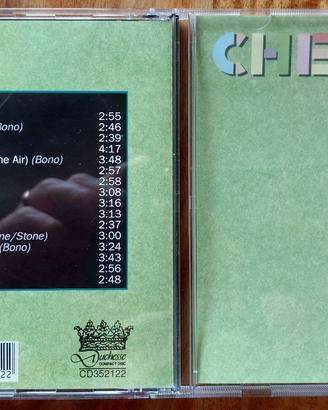 Bono)
ne Air) (Bono)
ne/Stone)
(Bono)
2:55
2:46
2:39
4:17
3:48
2:57
2:58
3:08
3:16
3:13
2:37
3:00
3:24
3:43
2:56
2:48
Duchesse
COMPACT DISC
CD352122
22
CHE